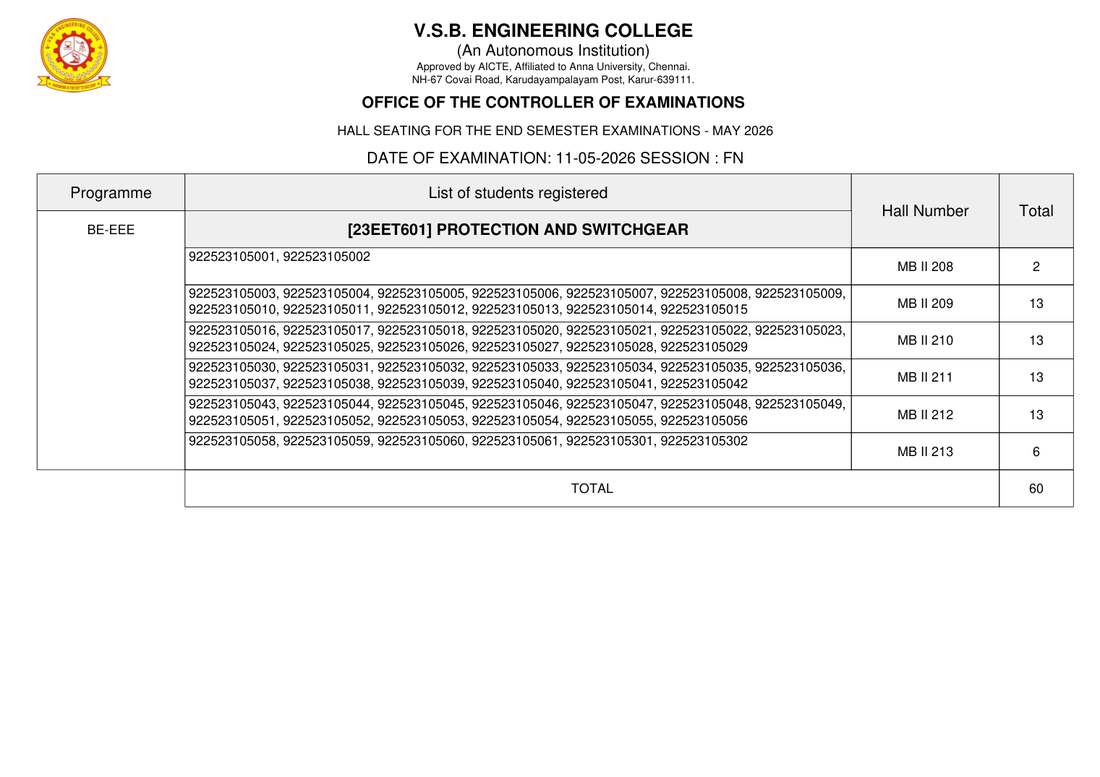 V.S.B. ENGINEERING COLLEGE
(An Autonomous Institution)
Approved by AICTE, Affiliated to Anna University, Chennai.
NH-67 Covai Road, Karudayampalayam Post, Karur-639111.
OFFICE OF THE CONTROLLER OF EXAMINATIONS
HALL SEATING FOR THE END SEMESTER EXAMINATIONS - MAY 2026
DATE OF EXAMINATION: 11-05-2026 SESSION : FN
Programme List of students registered Hall Number Total
BE-EEE [23EET601] PROTECTION AND SWITCHGEAR
922523105001, 922523105002 MB II 208 2
922523105003, 922523105004, 922523105005, 922523105006, 922523105007, 922523105008, 922523105009,
922523105010, 922523105011, 922523105012, 922523105013, 922523105014, 922523105015 MB II 209 13
922523105016, 922523105017, 922523105018, 922523105020, 922523105021, 922523105022, 922523105023,
922523105024, 922523105025, 922523105026, 922523105027, 922523105028, 922523105029 MB II 210 13
922523105030, 922523105031, 922523105032, 922523105033, 922523105034, 922523105035, 922523105036,
922523105037, 922523105038, 922523105039, 922523105040, 922523105041, 922523105042 MB II 211 13
922523105043, 922523105044, 922523105045, 922523105046, 922523105047, 922523105048, 922523105049,
922523105051, 922523105052, 922523105053, 922523105054, 922523105055, 922523105056 MB II 212 13
922523105058, 922523105059, 922523105060, 922523105061, 922523105301, 922523105302 MB II 213 6
TOTAL 60